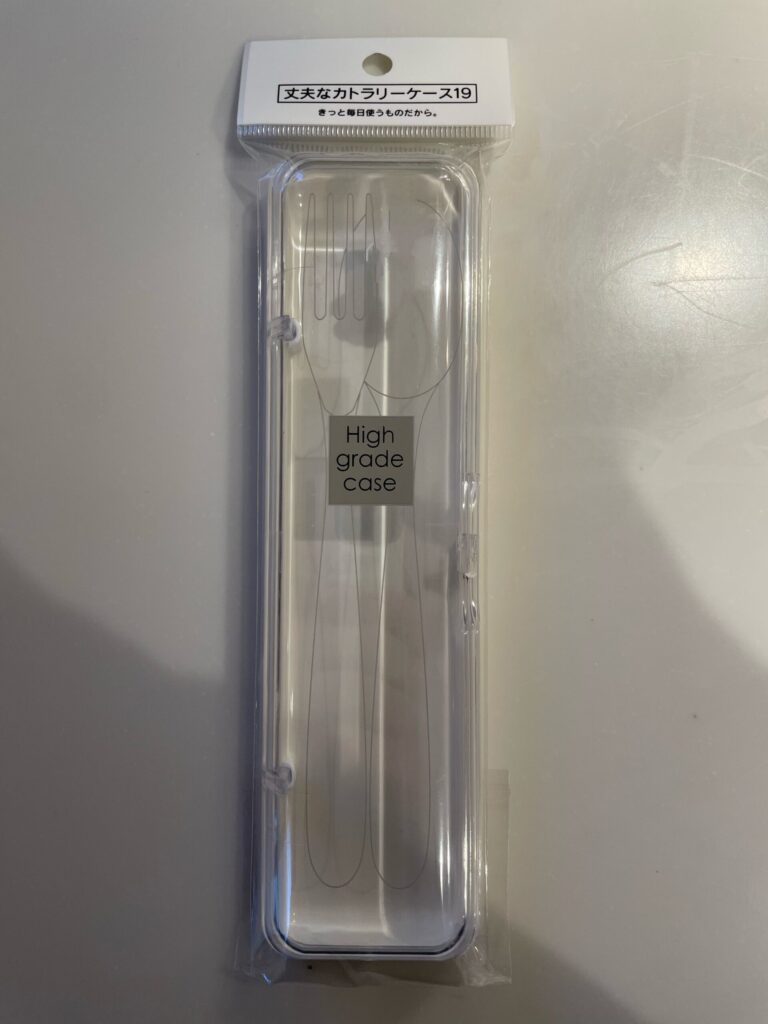 丈夫なカトラリーケース19
きっと毎日使うものだから。
High
grade
case